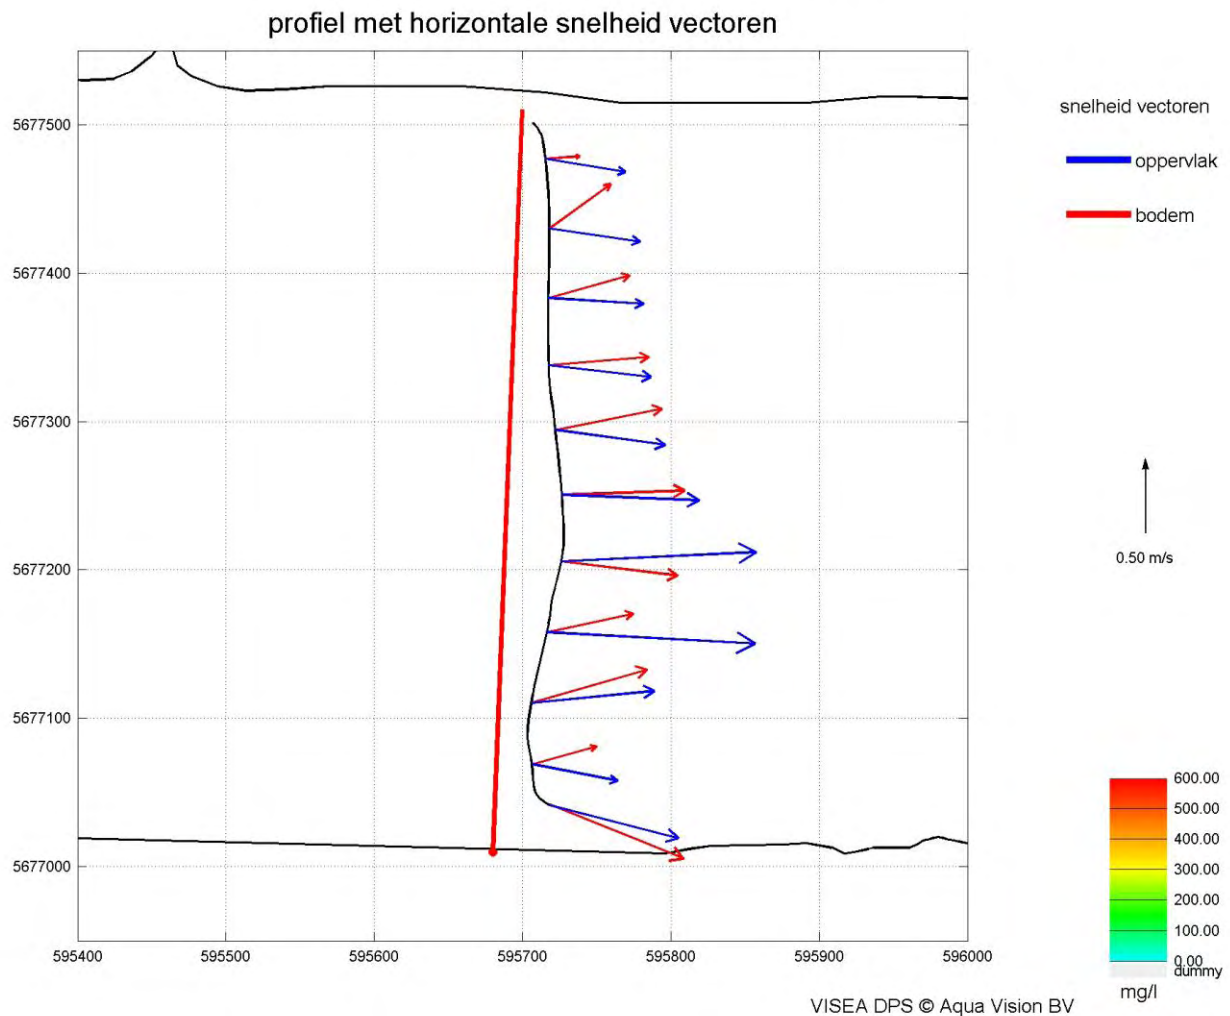 profiel met horizontale snelheid vectoren
snelheid vectoren
oppervlak
bodem
5677500
5677400
5677300
5677200
5677100
5677000
595400
595500
595600
595700
595800
595900
596000
0.50 m/s
600.00
500.00
400.00
300.00
200.00
100.00
0.00
dummy
mg/l
VISEA DPS © Aqua Vision BV